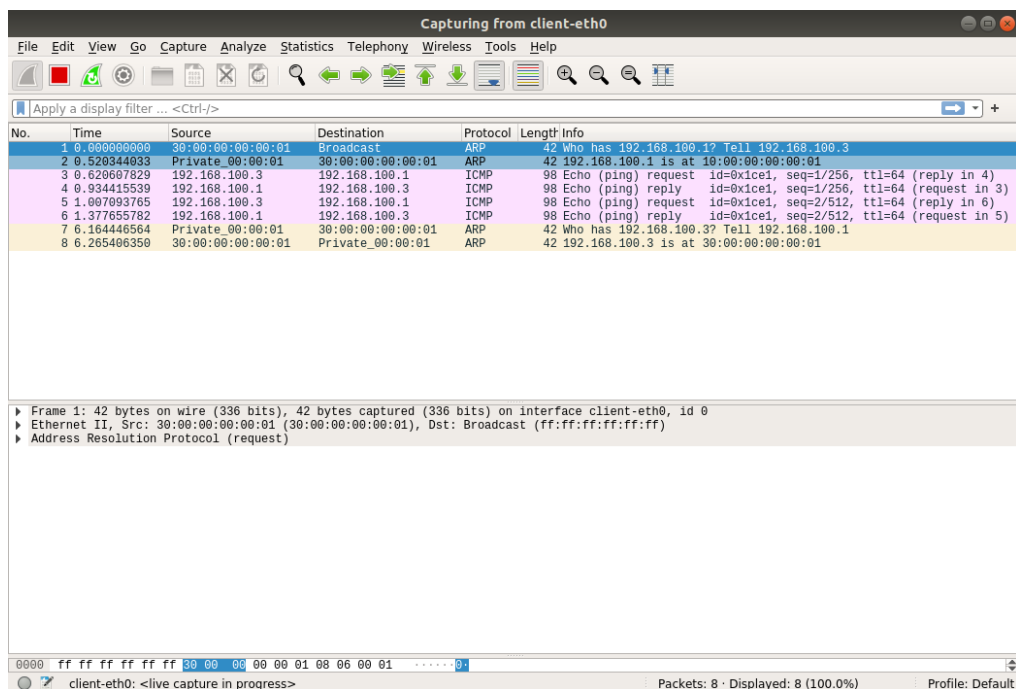 Capturing from client-eth0
File Edit View Go Capture Analyze Statistics Telephony Wireless Tools Help
Apply a display filter ... <Ctrl-/>
No. Time Source Destination Protocol Length Info
1 0.000000000 30:00:00:00:00:01 Broadcast ARP 42 Who has 192.168.100.1? Tell 192.168.100.3
2 0.520344033 Private_00:00:01 30:00:00:00:00:01 ARP 42 192.168.100.1 is at 10:00:00:00:00:01
3 0.620607829 192.168.100.3 192.168.100.1 ICMP 98 Echo (ping) request id=0x1ce1, seq=1/256, ttl=64 (reply in 4)
4 0.934415539 192.168.100.1 192.168.100.3 ICMP 98 Echo (ping) reply id=0x1ce1, seq=1/256, ttl=64 (request in 3)
5 1.007093765 192.168.100.3 192.168.100.1 ICMP 98 Echo (ping) request id=0x1ce1, seq=2/512, ttl=64 (reply in 6)
6 1.377655782 192.168.100.1 192.168.100.3 ICMP 98 Echo (ping) reply id=0x1ce1, seq=2/512, ttl=64 (request in 5)
7 6.164446564 Private_00:00:01 30:00:00:00:00:01 ARP 42 Who has 192.168.100.3? Tell 192.168.100.1
8 6.265406350 30:00:00:00:00:01 Private_00:00:01 ARP 42 192.168.100.3 is at 30:00:00:00:00:01
Frame 1: 42 bytes on wire (336 bits), 42 bytes captured (336 bits) on interface client-eth0, id 0
Ethernet II, Src: 30:00:00:00:00:01 (30:00:00:00:00:01), Dst: Broadcast (ff:ff:ff:ff:ff:ff)
Address Resolution Protocol (request)
0000 ff ff ff ff ff ff 30 00 00 00 00 01 08 06 00 01 ······0·
client-eth0: <live capture in progress> Packets: 8 · Displayed: 8 (100.0%) Profile: Default